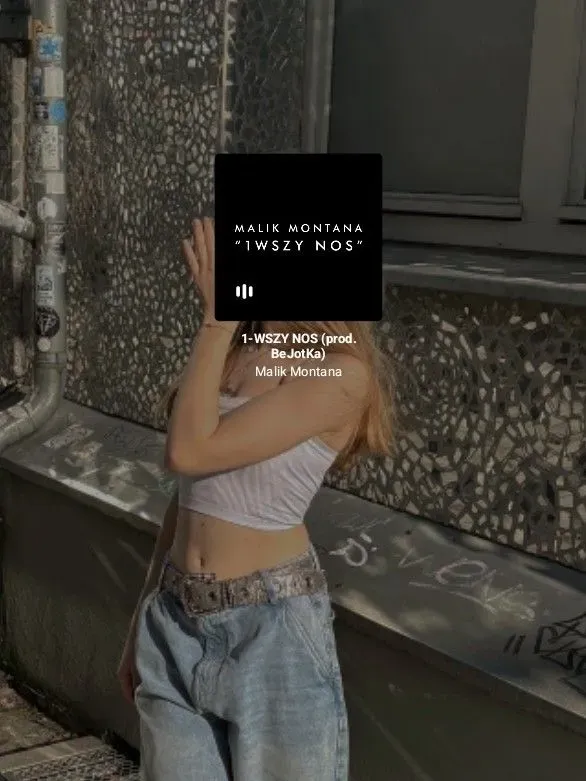 MALIK MONTANA
"1WSZY NOS"
1-WSZY NOS (prod.
BeJotKa)
Malik Montana